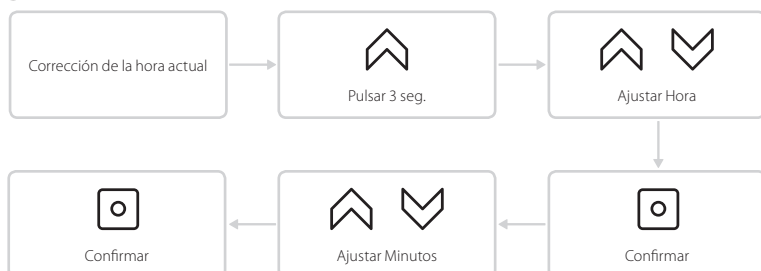 Corrección de la hora actual
Pulsar 3 seg.
Ajustar Hora
Confirmar
Ajustar Minutos
Confirmar